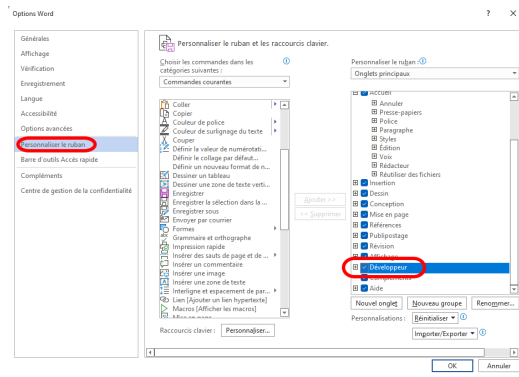 Options Word
?
Générales
Affichage
Vérification
Enregistrement
Langue
Accessibilité
Options avancées
Personnaliser le ruban
Barre d'outils Accès rapide
Compléments
Centre de gestion de la confidentialité
Personnaliser le ruban et les raccourcis clavier.
Choisir les commandes dans les
catégories suivantes :
Commandes courantes
Coller
Copier
Couleur de police
Couleur de surlignage du texte
Couper
Définir la valeur de numérotati...
Définir le collage par défaut...
Définir un nouveau format de n...
Dessiner un tableau
Dessiner une zone de texte verti...
Enregistrer
Enregistrer la sélection dans la ...
Enregistrer sous
Envoyer par courrier
Formes
Grammaire et orthographe
Impression rapide
Insérer des sauts de page et de ...
Insérer un commentaire
Insérer une image
Insérer une zone de texte
Interligne et espacement de par...
Lien [Ajouter un lien hypertexte]
Macros [Afficher les macros]
Mise en page
Raccourcis clavier :
Personnaliser...
Ajouter >>
<< Supprimer
Personnaliser le ruban :
Onglets principaux
Accueil
Annuler
Presse-papiers
Police
Paragraphe
Styles
Édition
Voix
Rédacteur
Réutiliser des fichiers
Insertion
Dessin
Conception
Mise en page
Références
Publipostage
Révision
Affichage
Développeur
Compléments
Aide
Nouvel onglet
Nouveau groupe
Renommer...
Personnalisations :
Réinitialiser
Importer/Exporter
OK
Annuler